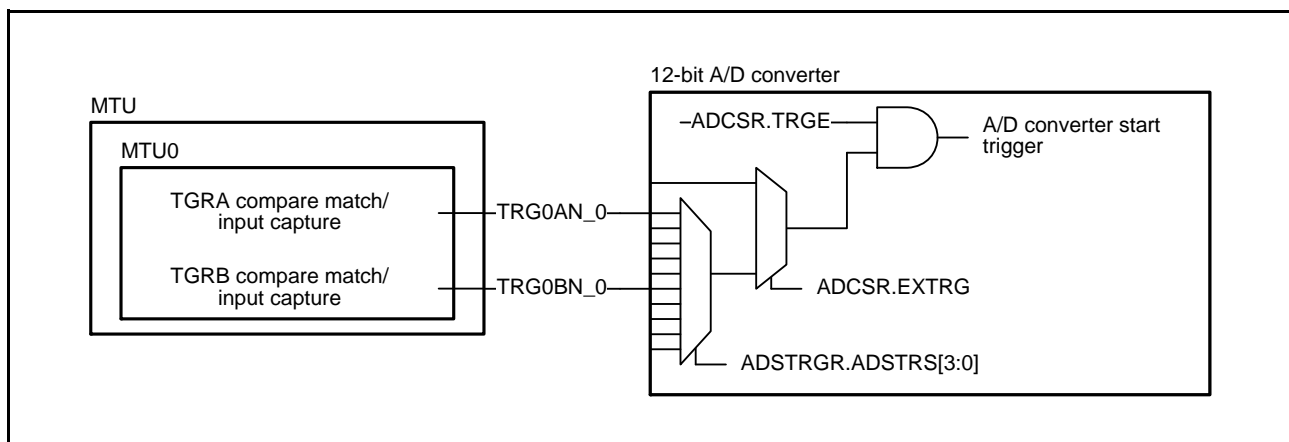 12-bit A/D converter
MTU
MTU0
TGRA compare match/
input capture
TGRB compare match/
input capture
TRG0AN_0
TRG0BN_0
–ADCSR.TRGE
A/D converter start
trigger
ADCSR.EXTRG
ADSTRGR.ADSTRS[3:0]